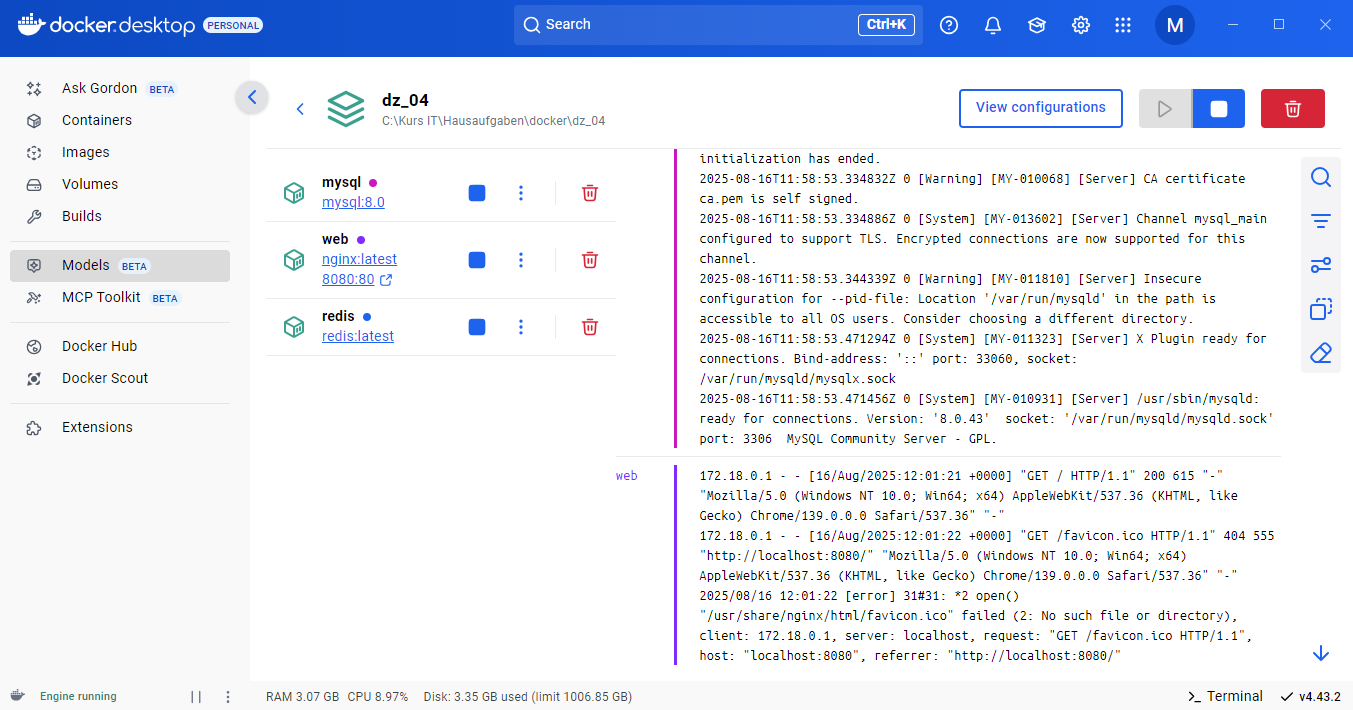 docker.desktop PERSONAL
Search
Ctrl+K
M
Ask Gordon BETA
Containers
Images
Volumes
Builds
Models BETA
MCP Toolkit BETA
Docker Hub
Docker Scout
Extensions
dz_04
C:\Kurs IT\Hausaufgaben\docker\dz_04
View configurations
mysql
mysql:8.0
web
nginx:latest
8080:80
redis
redis:latest
initialization has ended.
2025-08-16T11:58:53.334832Z 0 [Warning] [MY-010068] [Server] CA certificate
ca.pem is self signed.
2025-08-16T11:58:53.334886Z 0 [System] [MY-013602] [Server] Channel mysql_main
configured to support TLS. Encrypted connections are now supported for this
channel.
2025-08-16T11:58:53.344339Z 0 [Warning] [MY-011810] [Server] Insecure
configuration for --pid-file: Location '/var/run/mysqld' in the path is
accessible to all OS users. Consider choosing a different directory.
2025-08-16T11:58:53.471294Z 0 [System] [MY-011323] [Server] X Plugin ready for
connections. Bind-address: '::' port: 33060, socket:
/var/run/mysqld/mysqlx.sock
2025-08-16T11:58:53.471456Z 0 [System] [MY-010931] [Server] /usr/sbin/mysqld:
ready for connections. Version: '8.0.43'  socket: '/var/run/mysqld/mysqld.sock'
port: 3306  MySQL Community Server - GPL.
web
172.18.0.1 - - [16/Aug/2025:12:01:21 +0000] "GET / HTTP/1.1" 200 615 "-"
"Mozilla/5.0 (Windows NT 10.0; Win64; x64) AppleWebKit/537.36 (KHTML, like
Gecko) Chrome/139.0.0.0 Safari/537.36" "-"
172.18.0.1 - - [16/Aug/2025:12:01:22 +0000] "GET /favicon.ico HTTP/1.1" 404 555
"http://localhost:8080/" "Mozilla/5.0 (Windows NT 10.0; Win64; x64)
AppleWebKit/537.36 (KHTML, like Gecko) Chrome/139.0.0.0 Safari/537.36" "-"
2025/08/16 12:01:22 [error] 31#31: *2 open()
"/usr/share/nginx/html/favicon.ico" failed (2: No such file or directory),
client: 172.18.0.1, server: localhost, request: "GET /favicon.ico HTTP/1.1",
host: "localhost:8080", referrer: "http://localhost:8080/"
Engine running
RAM 3.07 GB CPU 8.97% Disk: 3.35 GB used (limit 1006.85 GB)
Terminal
v4.43.2